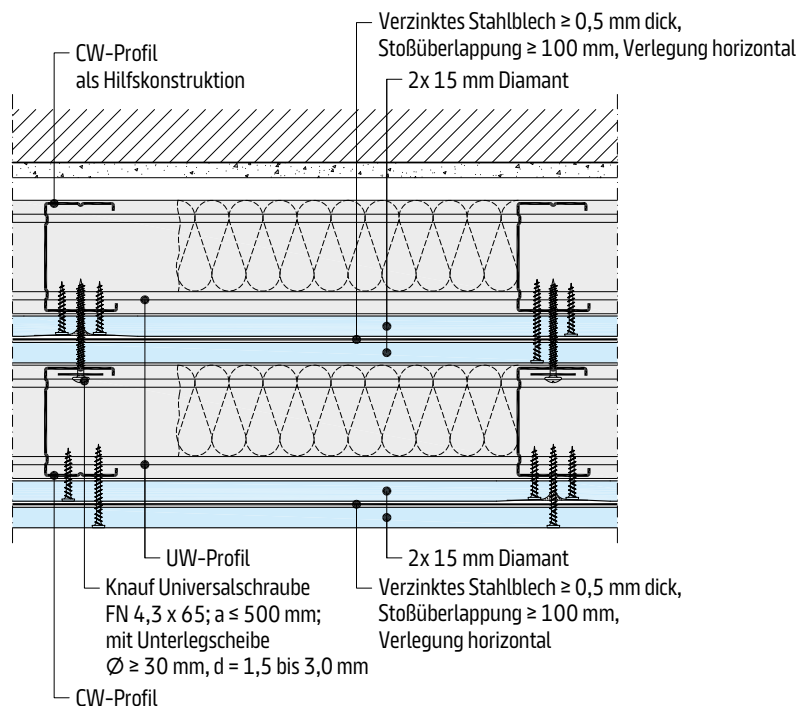 Verzinktes Stahlblech ≥ 0,5 mm dick,
Stoßüberlappung ≥ 100 mm, Verlegung horizontal
CW-Profil
als Hilfskonstruktion
2x 15 mm Diamant
UW-Profil
2x 15 mm Diamant
Knauf Universalschraube
FN 4,3 x 65; a ≤ 500 mm;
mit Unterlegscheibe
Ø ≥ 30 mm, d = 1,5 bis 3,0 mm
Verzinktes Stahlblech ≥ 0,5 mm dick,
Stoßüberlappung ≥ 100 mm,
Verlegung horizontal
CW-Profil